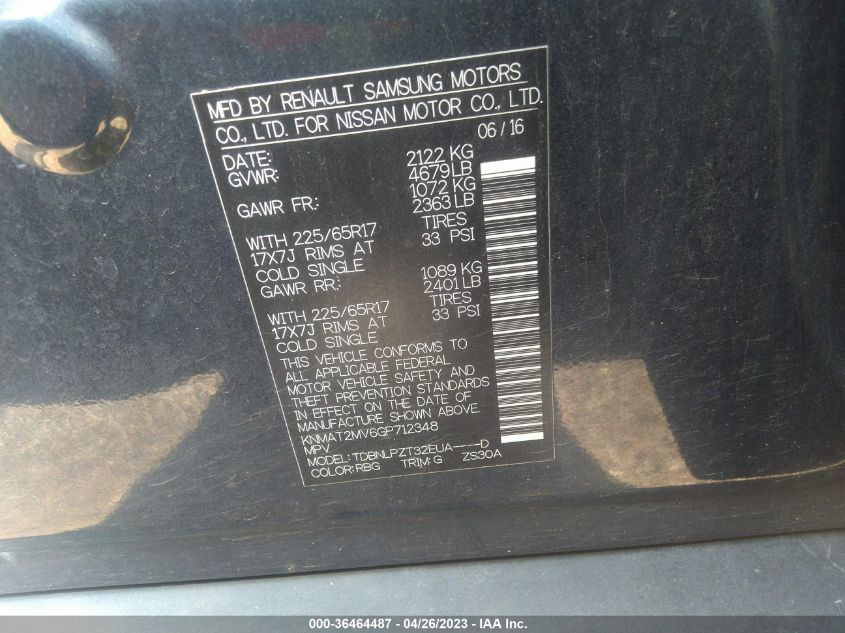 MFD BY RENAULT SAMSUNG MOTORS
CO., LTD. FOR NISSAN MOTOR CO., LTD.
DATE: 06/16
GVWR: 2122 KG
4679 LB
GAWR FR: 1072 KG
2363 LB
WITH 225/65R17 TIRES
17X7J RIMS AT 33 PSI
COLD SINGLE
GAWR RR: 1089 KG
2401 LB
WITH 225/65R17 TIRES
17X7J RIMS AT 33 PSI
COLD SINGLE
THIS VEHICLE CONFORMS TO
ALL APPLICABLE FEDERAL
MOTOR VEHICLE SAFETY AND
THEFT PREVENTION STANDARDS
IN EFFECT ON THE DATE OF
MANUFACTURE SHOWN ABOVE.
KNMAT2MV6GP712348
MPV
MODEL: TDBNLPZT32EUA----D
COLOR: RBG TRIM: G ZS30A
000-36464487 - 04/26/2023 - IAA Inc.